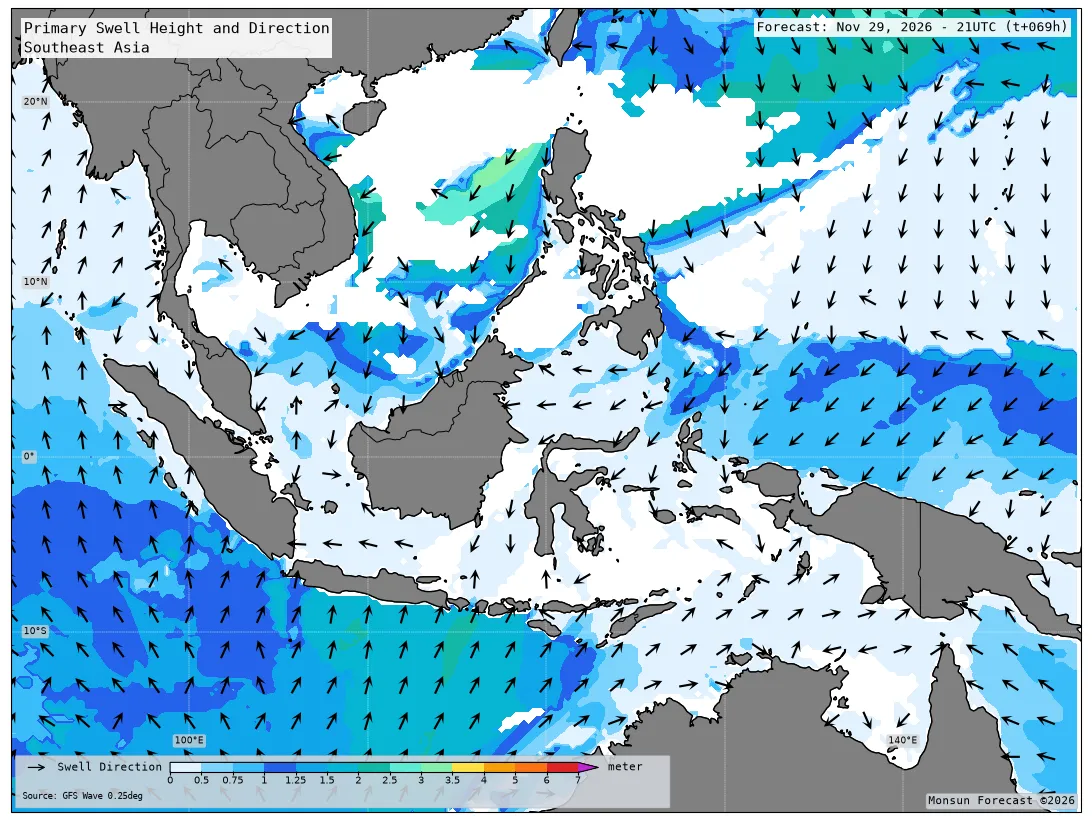 Primary Swell Height and Direction
Southeast Asia
Forecast: Nov 29, 2026 - 21UTC (t+069h)
20°N
10°N
0°
10°S
100°E
140°E
Swell Direction
0 0.5 0.75 1 1.25 1.5 2 2.5 3 3.5 4 5 6 7
meter
Source: GFS Wave 0.25deg
Monsun Forecast ©2026